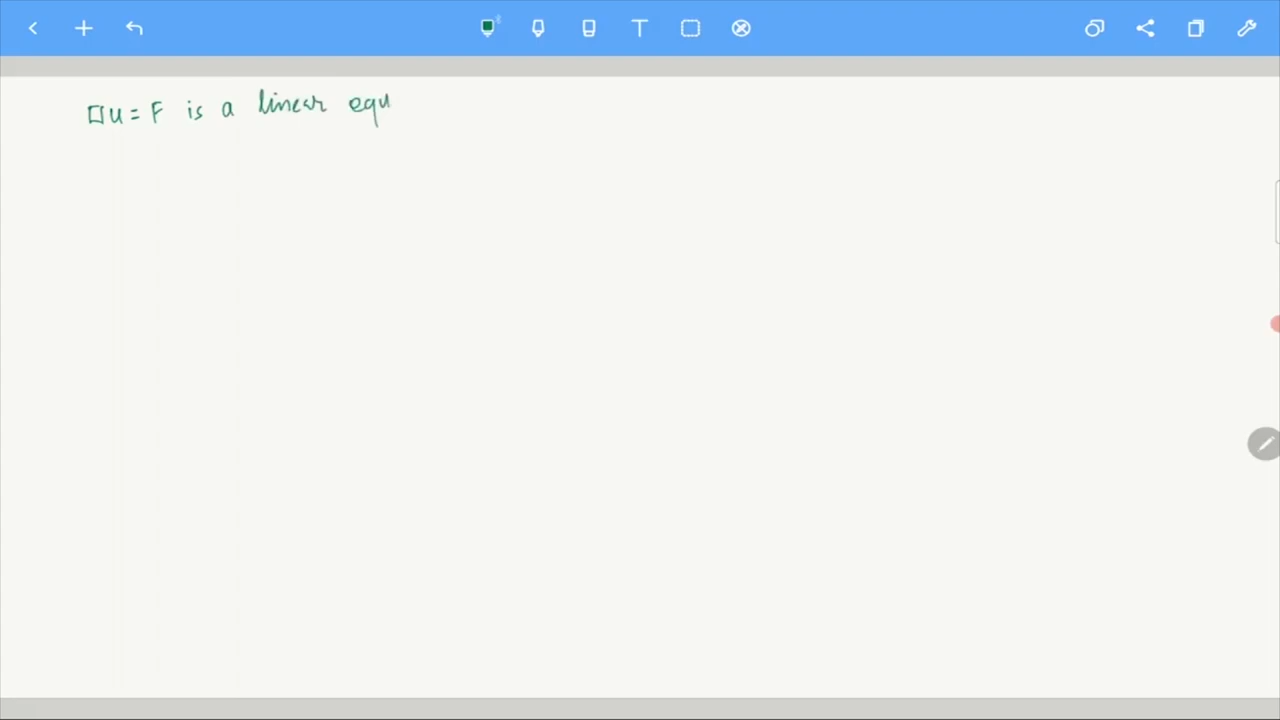 □u = F is a linear equ